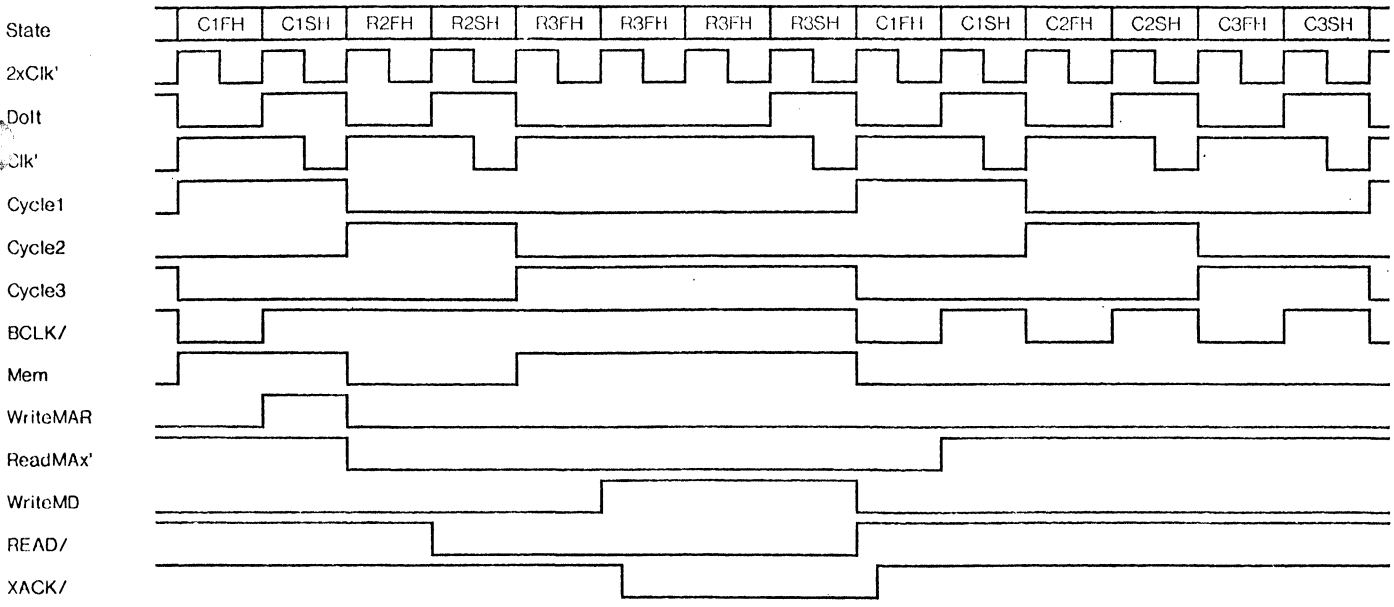 State C1FH C1SH R2FH R2SH R3FH R3FH R3FH R3SH C1FH C1SH C2FH C2SH C3FH C3SH
2xClk'
DoIt
Clk'
Cycle1
Cycle2
Cycle3
BCLK/
Mem
WriteMAR
ReadMAx'
WriteMD
READ/
XACK/